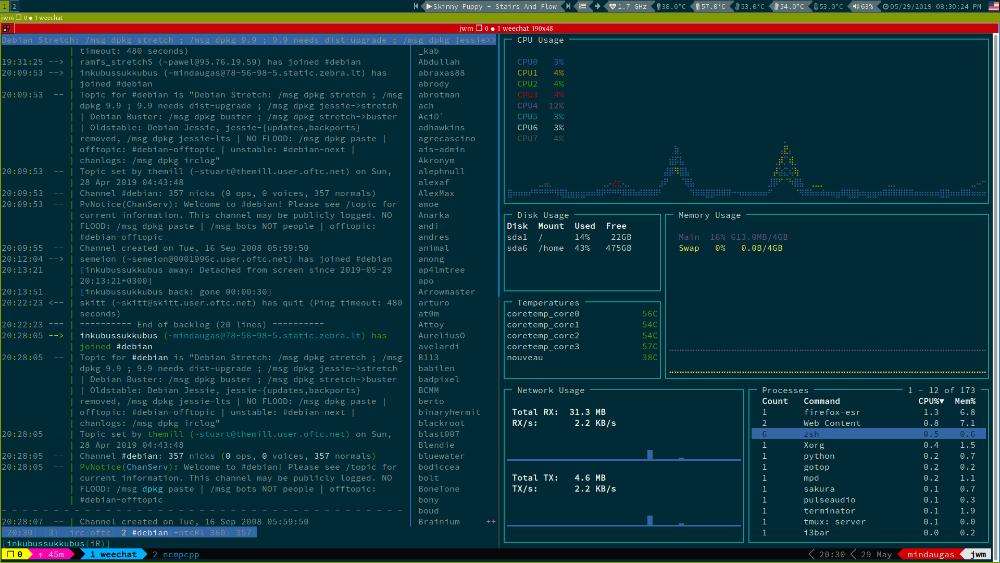 1 2
Skinny Puppy ~ Stairs And Flow
1.7 GHz 38.0°C 57.0°C 53.0°C 54.0°C 53.0°C 63%
05/29/2019 08:30:24 PM
jwm 0 ● 1 weechat
jwm 0 ● 1 weechat 190x48
Debian Stretch: /msg dpkg stretch ; /msg dpkg 9.9 ; 9.9 needs dist-upgrade ; /msg dpkg jessie->>
timeout: 480 seconds)
19:31:25 --> | ramfs_stretchS (~pawel@95.76.19.59) has joined #debian
20:09:53 --> | inkubussukkubus (~mindaugas@78-56-98-5.static.zebra.lt) has
joined #debian
20:09:53 -- | Topic for #debian is "Debian Stretch: /msg dpkg stretch ; /msg
| dpkg 9.9 ; 9.9 needs dist-upgrade ; /msg dpkg jessie->stretch
| | Debian Buster: /msg dpkg buster ; /msg dpkg stretch->buster
| | Oldstable: Debian Jessie, jessie-{updates,backports}
| removed, /msg dpkg jessie-lts | NO FLOOD: /msg dpkg paste |
| offtopic: #debian-offtopic | unstable: #debian-next |
| chanlogs: /msg dpkg irclog"
20:09:53 -- | Topic set by themill (~stuart@themill.user.oftc.net) on Sun,
| 28 Apr 2019 04:43:48
20:09:53 -- | Channel #debian: 357 nicks (0 ops, 0 voices, 357 normals)
20:09:53 -- | PvNotice(ChanServ): Welcome to #debian! Please see /topic for
| current information. This channel may be publicly logged. NO
| FLOOD: /msg dpkg paste | /msg bots NOT people | offtopic:
| #debian-offtopic
20:09:55 -- | Channel created on Tue, 16 Sep 2008 05:59:50
20:12:04 --> | semeion (~semeion@0001996c.user.oftc.net) has joined #debian
20:13:21 | [inkubussukkubus away: Detached from screen since 2019-05-29
| 20:13:21+0300]
20:13:51 | [inkubussukkubus back: gone 00:00:30]
20:22:23 <-- | skitt (~skitt@skitt.user.oftc.net) has quit (Ping timeout: 480
| seconds)
20:22:23 --- | ---------- End of backlog (20 lines) ----------
20:28:05 --> | inkubussukkubus (~mindaugas@78-56-98-5.static.zebra.lt) has
| joined #debian
20:28:05 -- | Topic for #debian is "Debian Stretch: /msg dpkg stretch ; /msg
| dpkg 9.9 ; 9.9 needs dist-upgrade ; /msg dpkg jessie->stretch
| | Debian Buster: /msg dpkg buster ; /msg dpkg stretch->buster
| | Oldstable: Debian Jessie, jessie-{updates,backports}
| removed, /msg dpkg jessie-lts | NO FLOOD: /msg dpkg paste |
| offtopic: #debian-offtopic | unstable: #debian-next |
| chanlogs: /msg dpkg irclog"
20:28:05 | Topic set by themill (~stuart@themill.user.oftc.net) on Sun,
| 28 Apr 2019 04:43:48
20:28:05 -- | Channel #debian: 357 nicks (0 ops, 0 voices, 357 normals)
20:28:05 -- | PvNotice(ChanServ): Welcome to #debian! Please see /topic for
| current information. This channel may be publicly logged. NO
| FLOOD: /msg dpkg paste | /msg bots NOT people | offtopic:
| #debian-offtopic
20:28:07 -- | Channel created on Tue, 16 Sep 2008 05:59:50
2 #debian
[inkubussukkubus(iR)]
_kab
Abdullah
abraxas88
abrody
abrotman
ach
AciD`
adhawkins
agrecascino
ais-admin
Akronym
alephnull
alexaf
AlexMax
amoe
Anarka
andi
andres
animal
anong
ap4lmtree
apo
Arrowmaster
arturo
at0m
Attoy
AureliusO
avelardi
B113
babilen
badpixel
BCMM
berto
binaryhermit
blackroot
blast007
Blendie
bluewater
bodiccea
bolt
BoneTone
bony
boud
Brainium ++
CPU Usage
CPU0 3%
CPU1 4%
CPU2 4%
CPU3 4%
CPU4 12%
CPU5 3%
CPU6 3%
CPU7 4%
Disk Usage
Disk Mount Used Free
sda1 / 14% 22GB
sda6 /home 43% 475GB
Memory Usage
Main 16% 613.0MB/4GB
Swap 0% 0.0B/4GB
Temperatures
coretemp_core0 56C
coretemp_core1 54C
coretemp_core2 54C
coretemp_core3 57C
nouveau 38C
Network Usage
Total RX: 31.3 MB
RX/s: 2.2 KB/s
Total TX: 4.6 MB
TX/s: 2.2 KB/s
Processes 1 - 12 of 173
Count Command CPU%▼ Mem%
1 firefox-esr 1.3 6.8
2 Web Content 0.8 7.1
6 zsh 0.5 0.6
1 Xorg 0.4 1.5
1 python 0.2 0.7
1 gotop 0.2 0.2
1 mpd 0.2 1.1
1 sakura 0.1 0.7
1 pulseaudio 0.1 0.3
1 terminator 0.1 1.9
1 tmux: server 0.1 0.0
1 i3bar 0.0 0.2
0 ↑ 45m 1 weechat 2 ncmpcpp
20:30 29 May mindaugas jwm